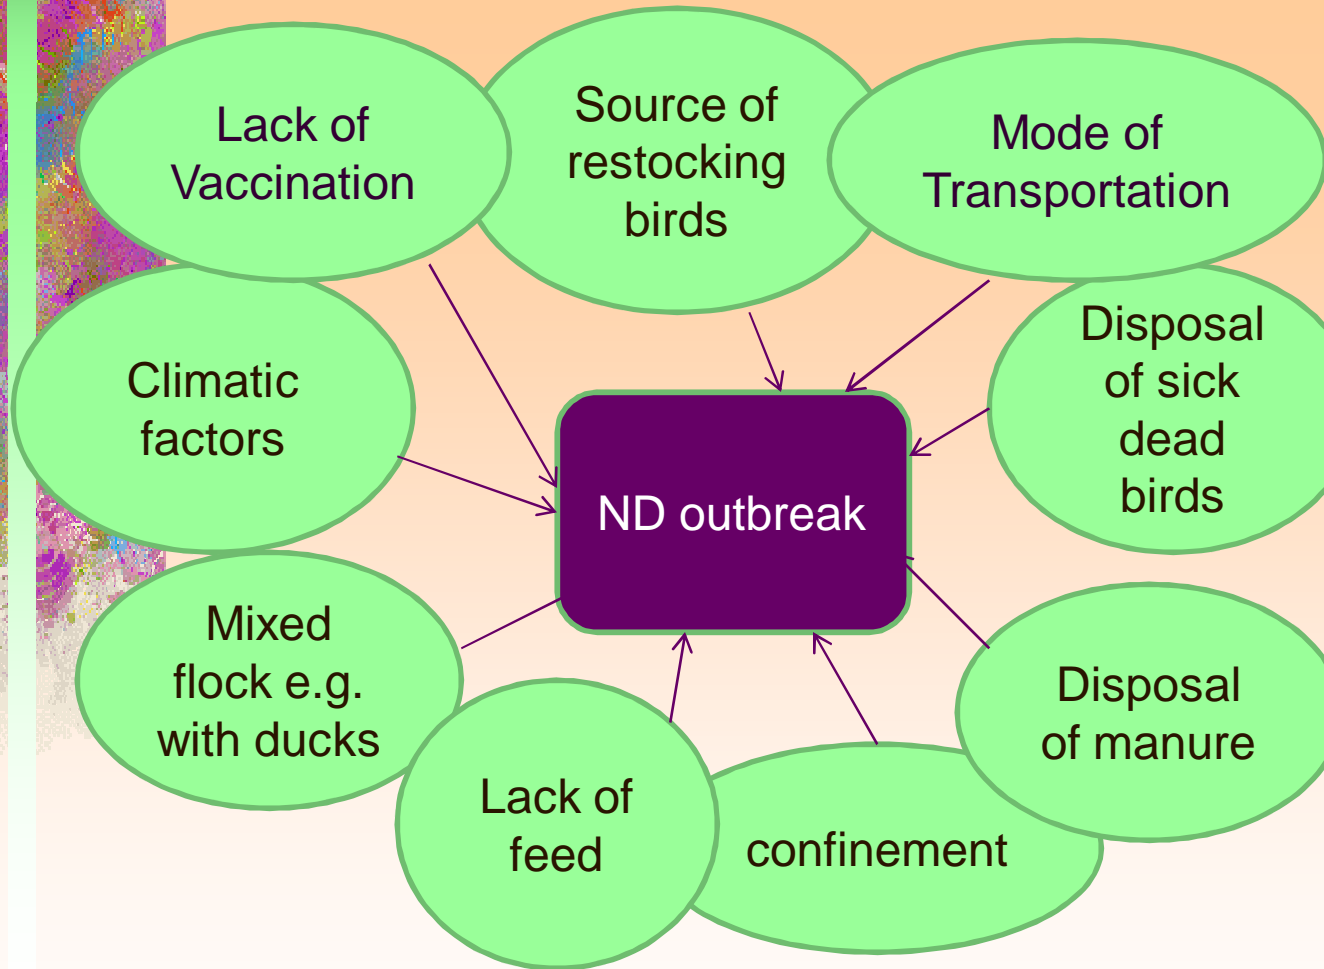 Lack of
Vaccination
Source of
restocking
birds
Mode of
Transportation
Climatic
factors
Disposal
of sick
dead
birds
ND outbreak
Mixed
flock e.g.
with ducks
Disposal
of manure
Lack of
feed
confinement